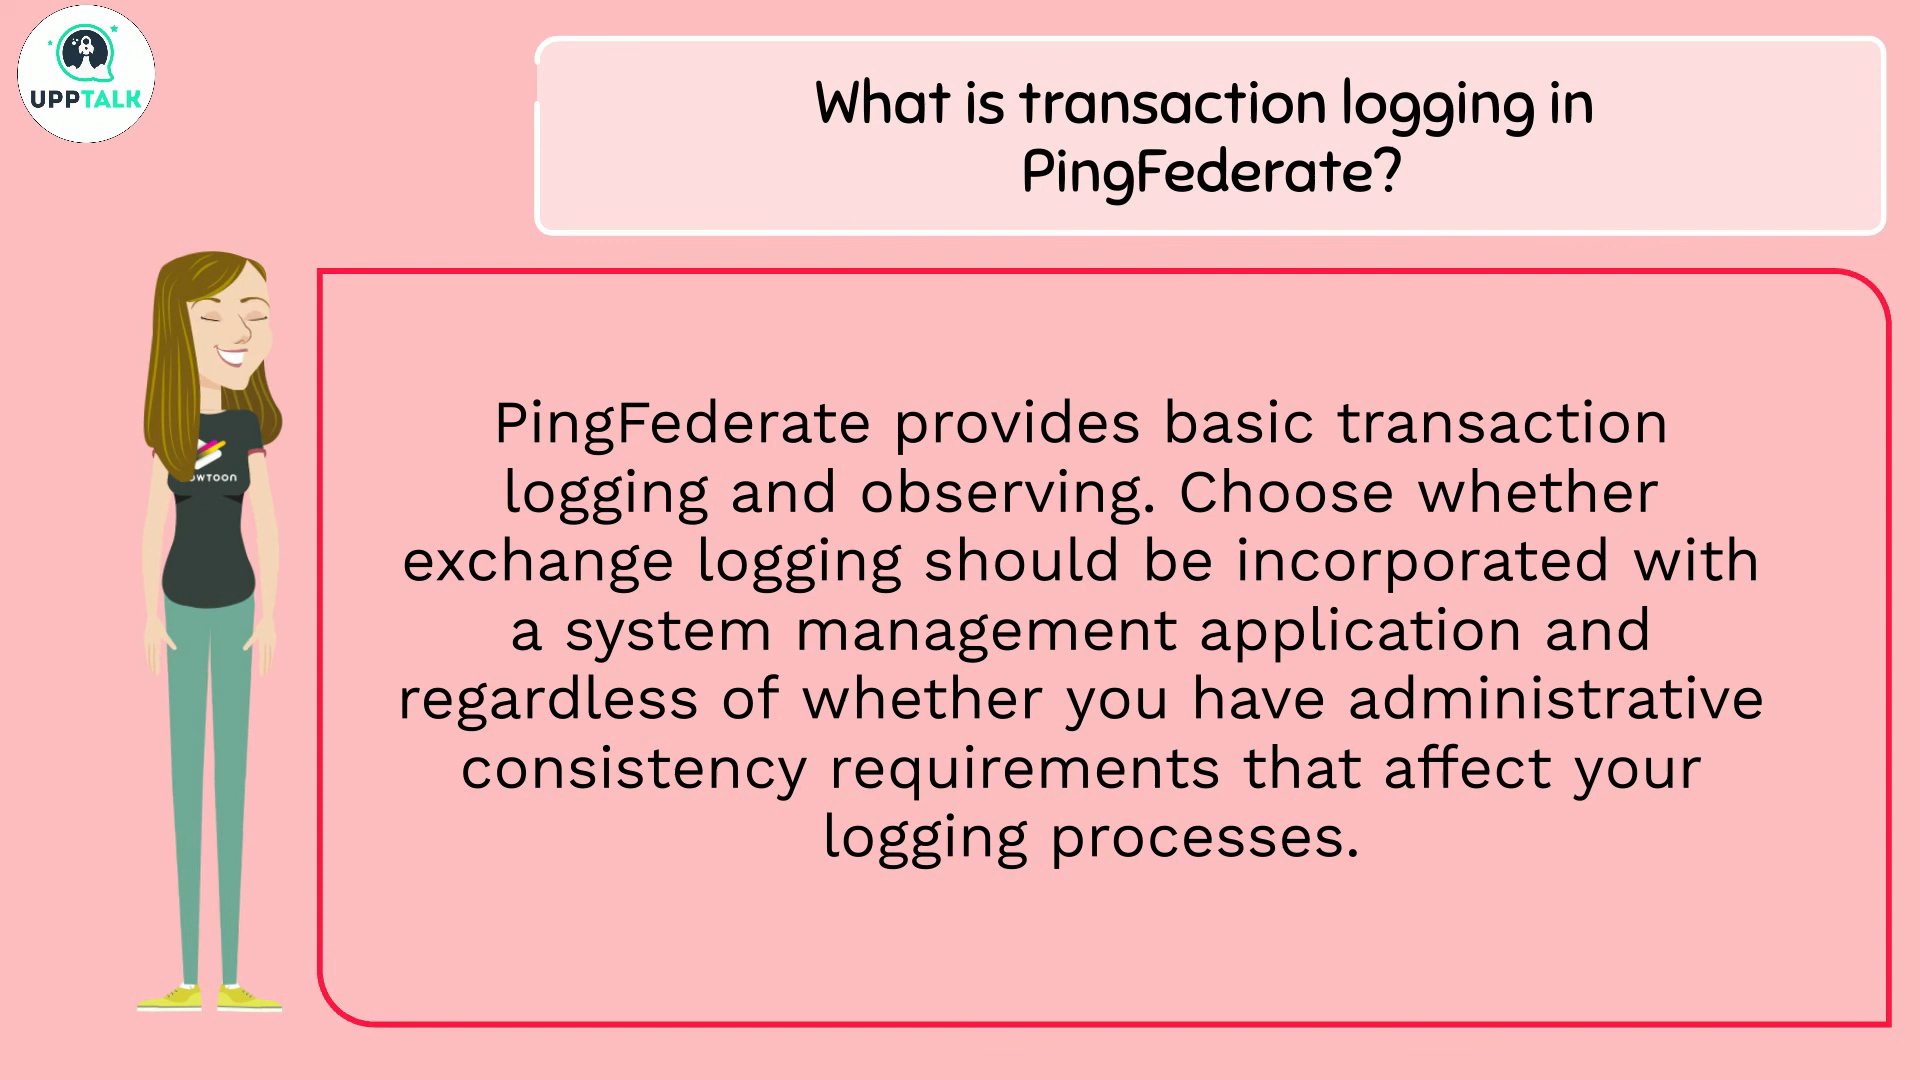 UPPTALK
What is transaction logging in
PingFederate?
OWTOON
PingFederate provides basic transaction
logging and observing. Choose whether
exchange logging should be incorporated with
a system management application and
regardless of whether you have administrative
consistency requirements that affect your
logging processes.